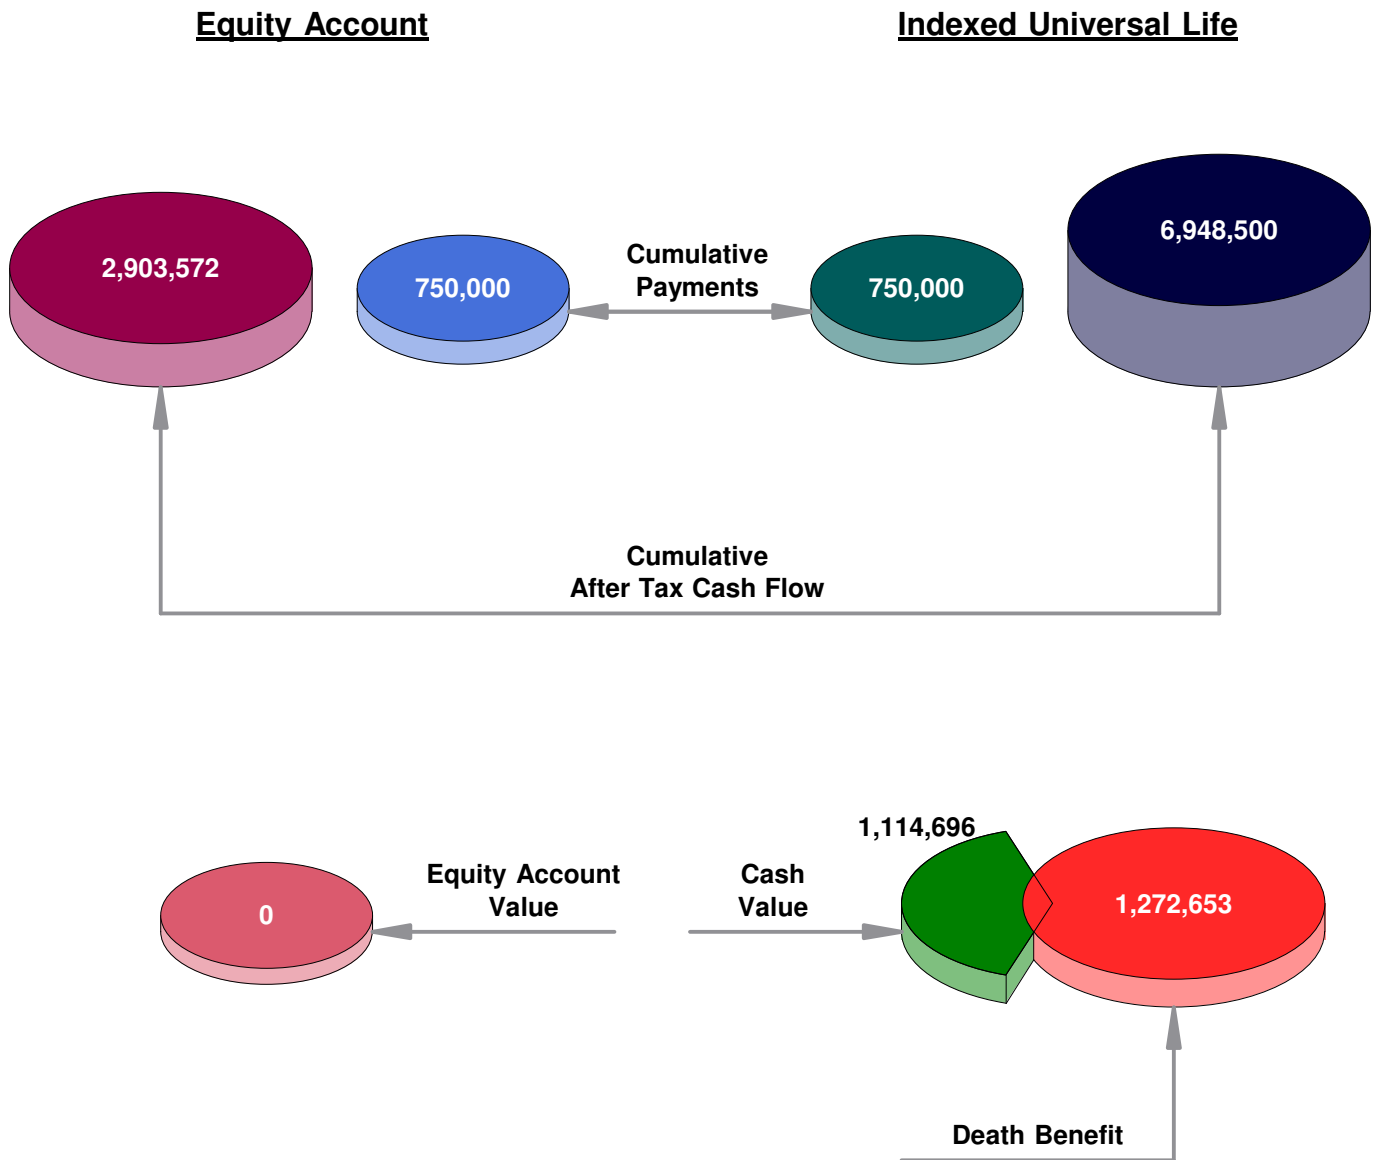 Equity Account
Indexed Universal Life
2,903,572
750,000
Cumulative
Payments
750,000
6,948,500
Cumulative
After Tax Cash Flow
0
Equity Account
Value
Cash
Value
1,114,696
1,272,653
Death Benefit